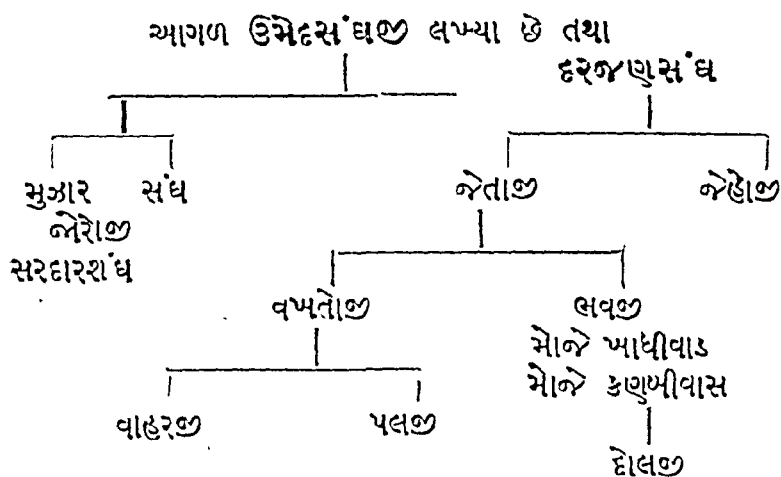 આગળ ઉમેદસંઘજી લખ્યા છે તથા
દરજણસંઘ
મુઝાર સંઘ
જોરોજી
સરદારશંઘ
જેતાજી જેહોજી
વખતોજી ભવજી
મોજે ખાધીવાડ
મોજે કણબીવાસ
વાહરજી પલજી
દોલજી